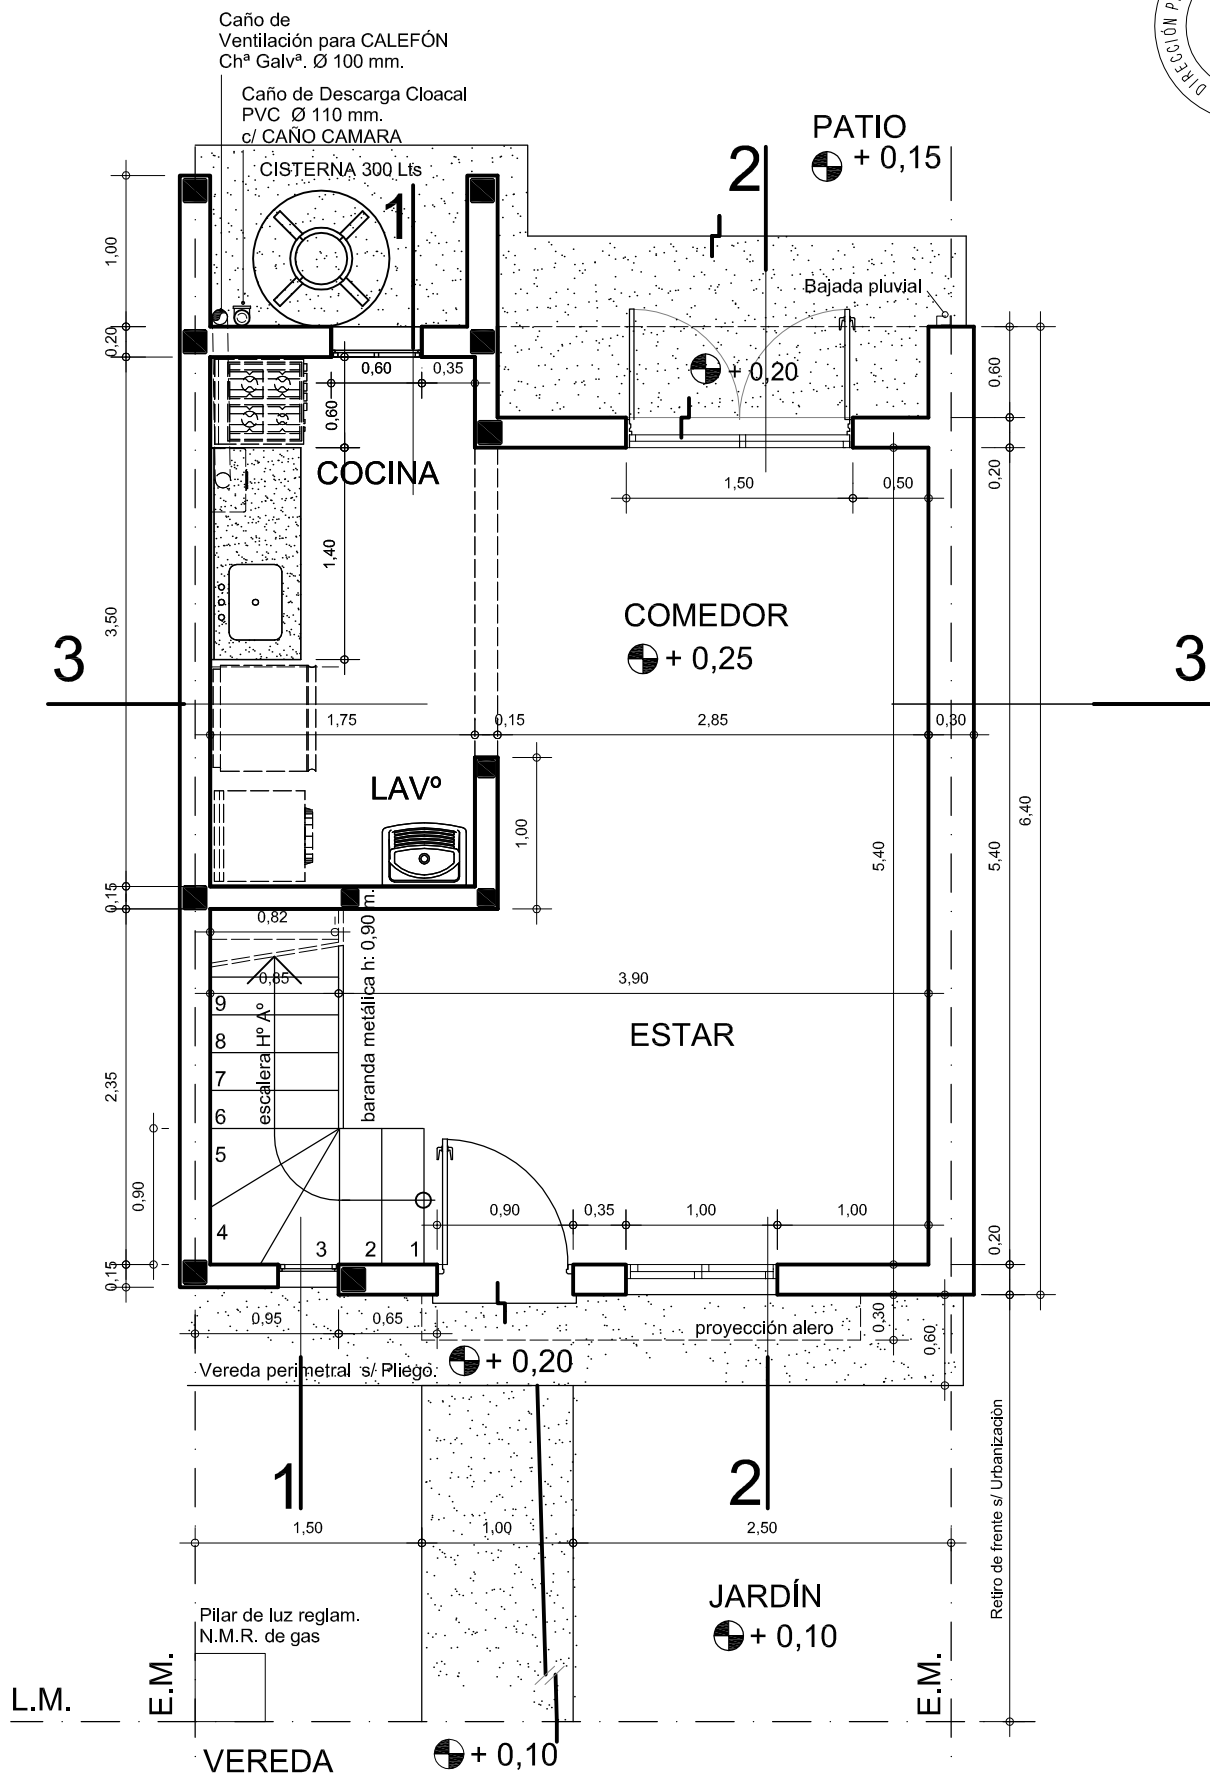 Caño de
Ventilación para CALEFÓN
Chª Galvª. Ø 100 mm.
Caño de Descarga Cloacal
PVC Ø 110 mm.
c/ CAÑO CAMARA
CISTERNA 300 Lts
DIRECCIÓN P
PATIO
+ 0,15
1
2
Bajada pluvial
1,00
0,20
0,60
0,35
+ 0,20
0,60
0,60
COCINA
1,50
0,50
0,20
1,40
3,50
COMEDOR
+ 0,25
3
3
1,75
0,15
2,85
0,30
LAVº
1,00
5,40
5,40
6,40
0,15
0,82
0,85
3,90
baranda metálica h: 0,90 m.
escalera Hº Aº
ESTAR
9
8
7
6
5
4
3
2
1
2,35
0,90
0,90
0,35
1,00
1,00
0,20
0,15
0,95
0,65
proyección alero
0,30
0,60
Vereda perimetral s/ Pliego.
+ 0,20
1
2
1,50
1,00
2,50
Retiro de frente s/ Urbanización
JARDÍN
+ 0,10
Pilar de luz reglam.
N.M.R. de gas
L.M.
E.M.
E.M.
VEREDA
+ 0,10